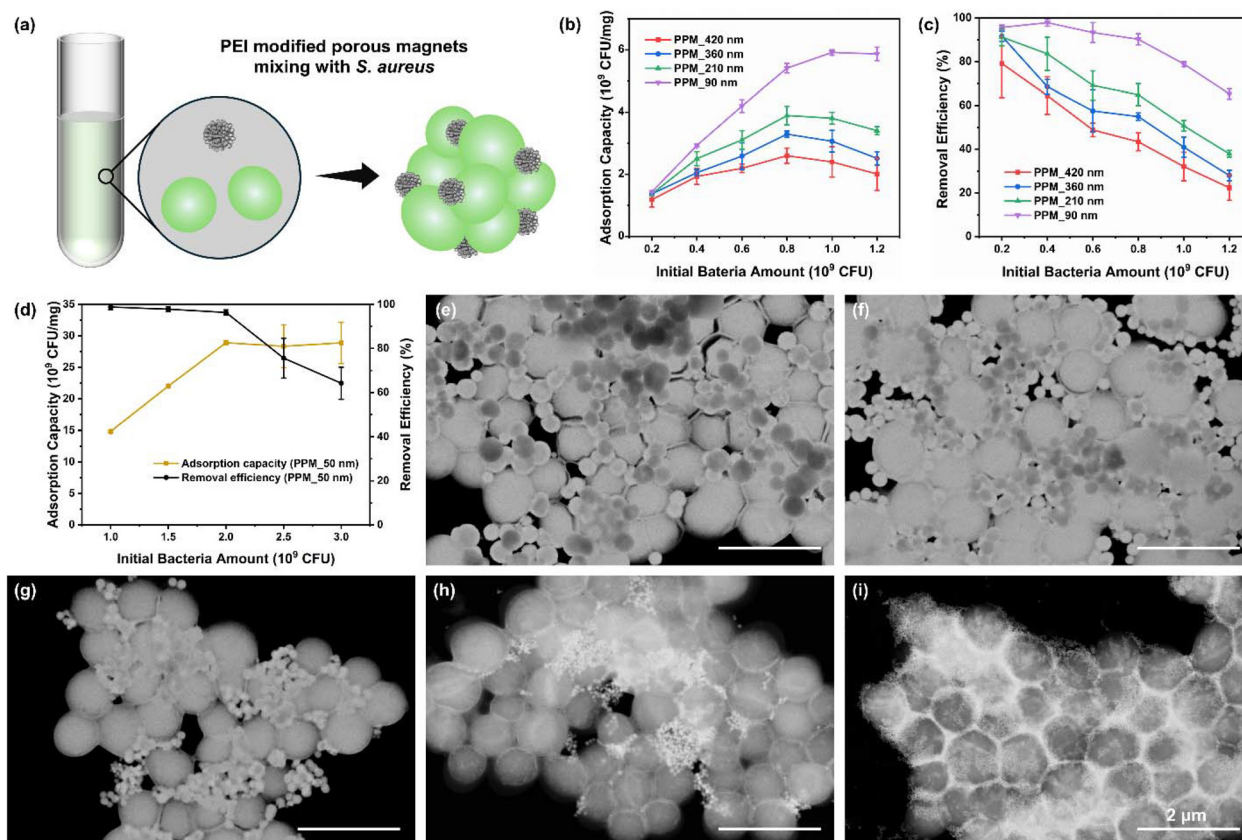 (a)
PEI modified porous magnets
mixing with S. aureus
(b)
Adsorption Capacity (10⁹ CFU/mg)
6
4
2
0
PPM_420 nm
PPM_360 nm
PPM_210 nm
PPM_90 nm
0.2 0.4 0.6 0.8 1.0 1.2
Initial Bateria Amount (10⁹ CFU)
(c)
Removal Efficiency (%)
100
80
60
40
20
0
PPM_420 nm
PPM_360 nm
PPM_210 nm
PPM_90 nm
0.2 0.4 0.6 0.8 1.0 1.2
Initial Bacteria Amount (10⁹ CFU)
(d)
Adsorption Capacity (10⁹ CFU/mg)
35
30
25
20
15
10
5
0
Adsorption capacity (PPM_50 nm)
Removal efficiency (PPM_50 nm)
100
80
60
40
20
0
Removal Efficiency (%)
1.0 1.5 2.0 2.5 3.0
Initial Bacteria Amount (10⁹ CFU)
(e)
(f)
(g)
(h)
(i)
2 µm